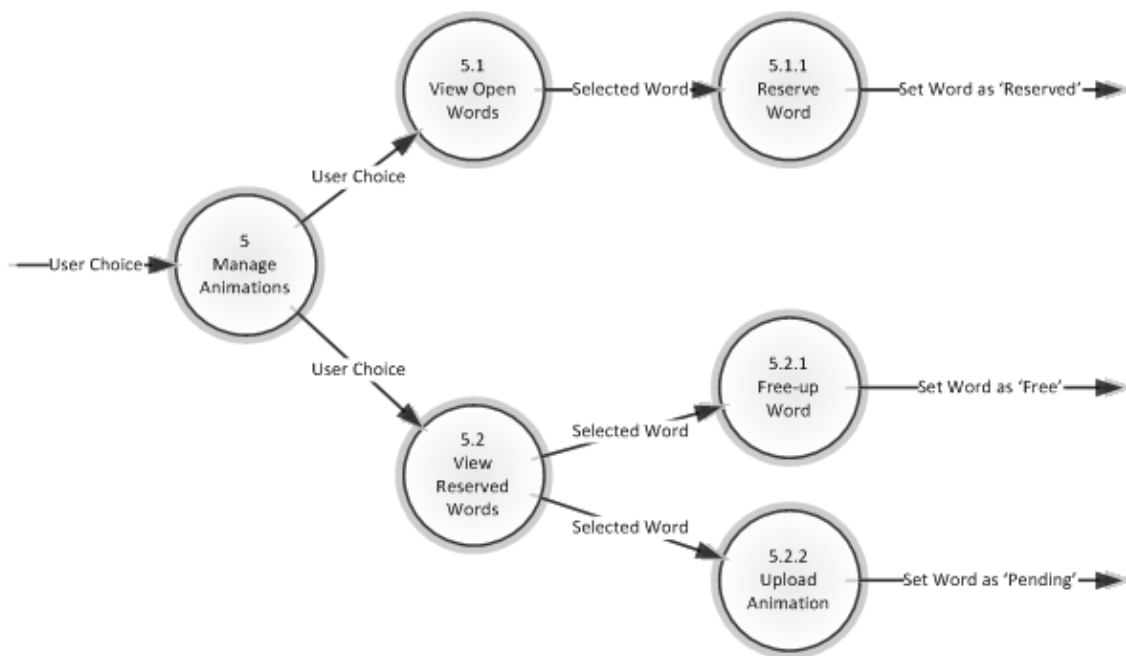 5.1
View Open
Words
Selected Word
5.1.1
Reserve
Word
Set Word as ‘Reserved’
User Choice
User Choice
5
Manage
Animations
User Choice
5.2
View
Reserved
Words
Selected Word
5.2.1
Free-up
Word
Set Word as ‘Free’
Selected Word
5.2.2
Upload
Animation
Set Word as ‘Pending’